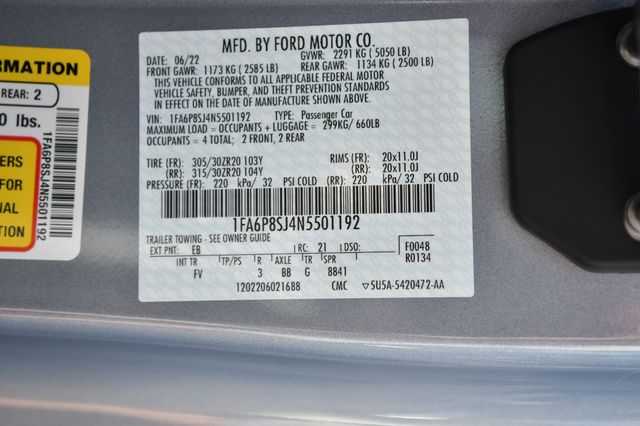 ORMATION
REAR: 2
0 lbs.
ERS
FOR
NAL
ON
1FA6P8SJ4N5501192
MFD. BY FORD MOTOR CO.
DATE: 06/22 GVWR: 2291 KG ( 5050 LB)
FRONT GAWR: 1173 KG ( 2585 LB) REAR GAWR: 1134 KG ( 2500 LB)
THIS VEHICLE CONFORMS TO ALL APPLICABLE FEDERAL MOTOR
VEHICLE SAFETY, BUMPER, AND THEFT PREVENTION STANDARDS
IN EFFECT ON THE DATE OF MANUFACTURE SHOWN ABOVE.
VIN: 1FA6P8SJ4N5501192 TYPE: Passenger Car
MAXIMUM LOAD = OCCUPANTS + LUGGAGE = 299KG/ 660LB
OCCUPANTS = 4 TOTAL; 2 FRONT, 2 REAR
TIRE (FR): 305/30ZR20 103Y RIMS (FR): 20x11.0J
(RR): 315/30ZR20 104Y (RR): 20x11.0J
PRESSURE (FR): 220 kPa/ 32 PSI COLD (RR): 220 kPa/ 32 PSI COLD
1FA6P8SJ4N5501192
TRAILER TOWING - SEE OWNER GUIDE
EXT PNT: EB RC: 21 DSO: F0048
R0134
INT TR TP/PS R AXLE TR SPR
FV 3 BB G 8841
1202206021688 CMC ▽5U5A-5420472-AA